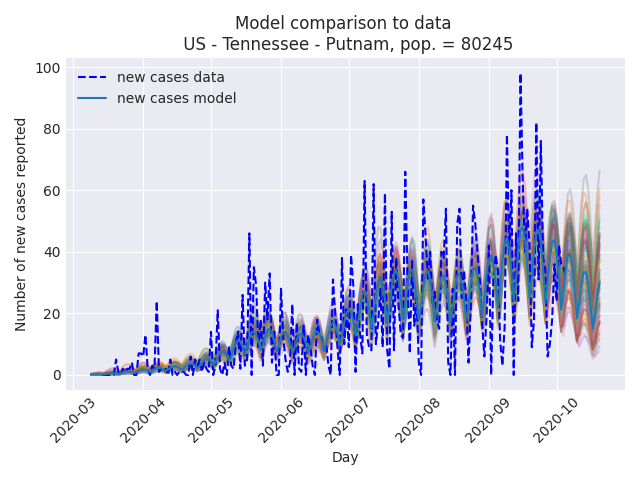 Model comparison to data
US - Tennessee - Putnam, pop. = 80245
new cases data
new cases model
Number of new cases reported
100
80
60
40
20
0
2020-03
2020-04
2020-05
2020-06
2020-07
2020-08
2020-09
2020-10
Day